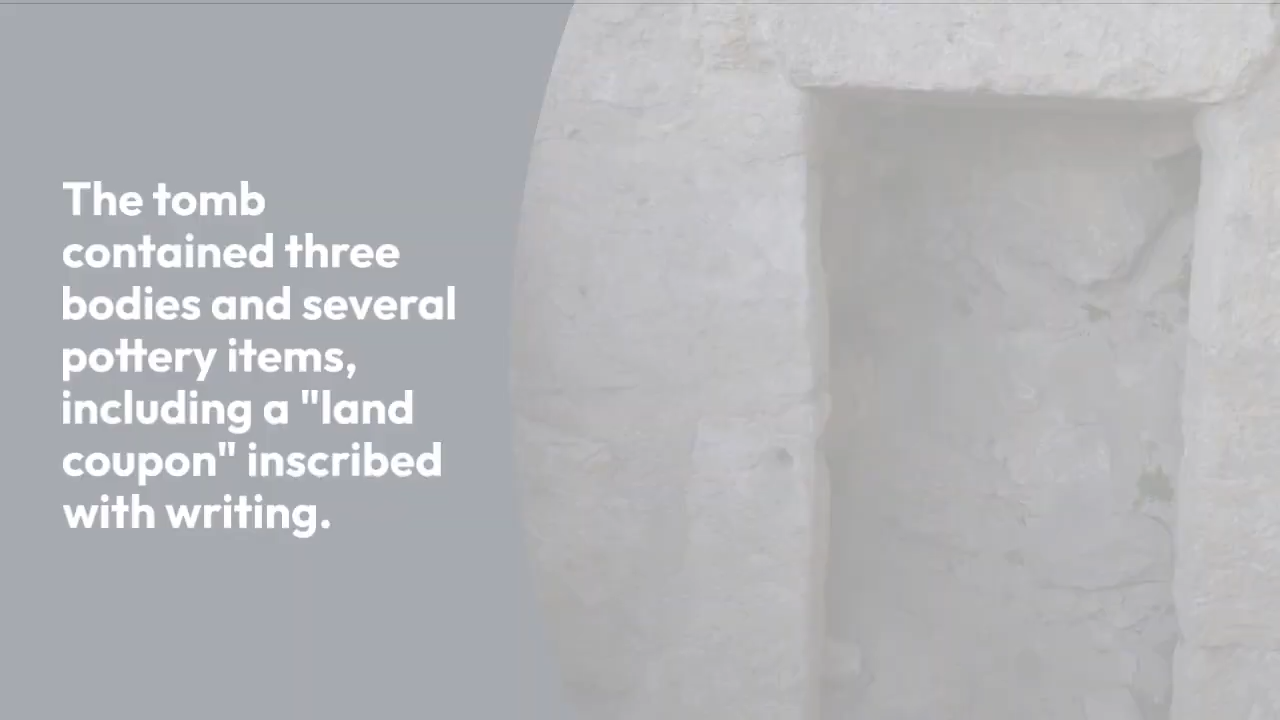 The tomb
contained three
bodies and several
pottery items,
including a "land
coupon" inscribed
with writing.